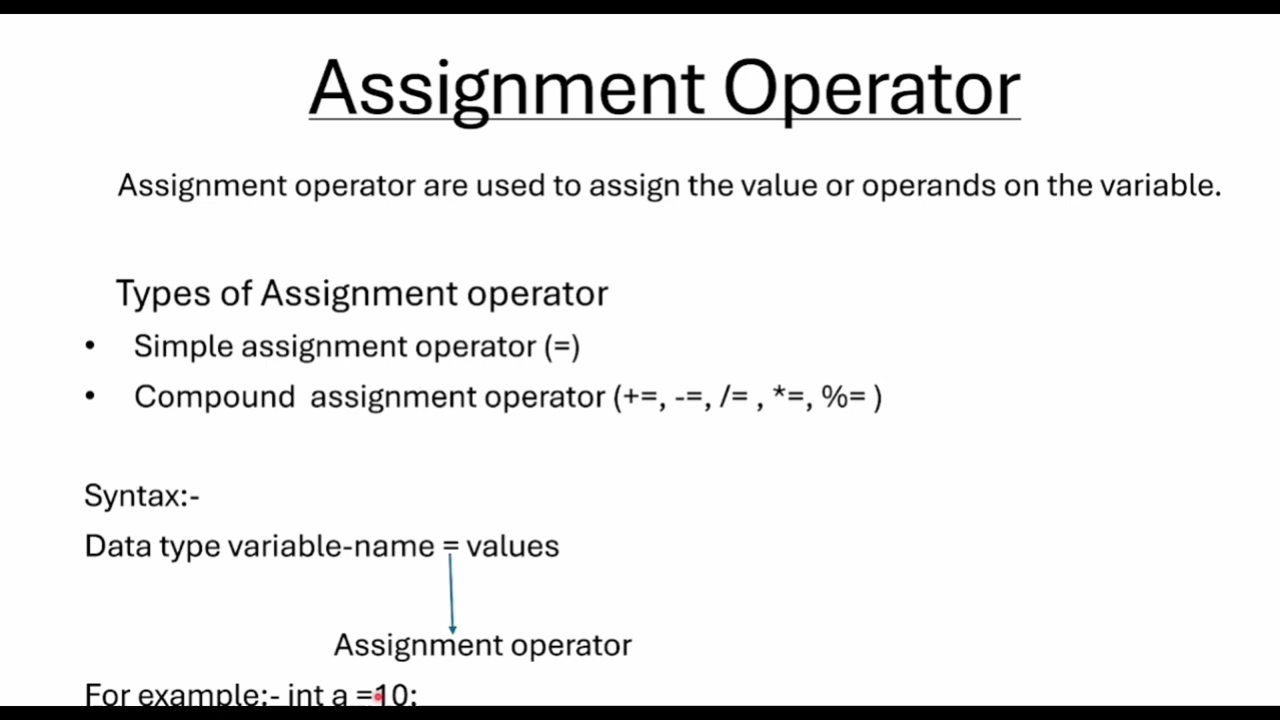 Assignment Operator
Assignment operator are used to assign the value or operands on the variable.
Types of Assignment operator
• Simple assignment operator (=)
• Compound  assignment operator (+=, -=, /= , *=, %= )
Syntax:-
Data type variable-name = values
Assignment operator
For example:- int a =10;